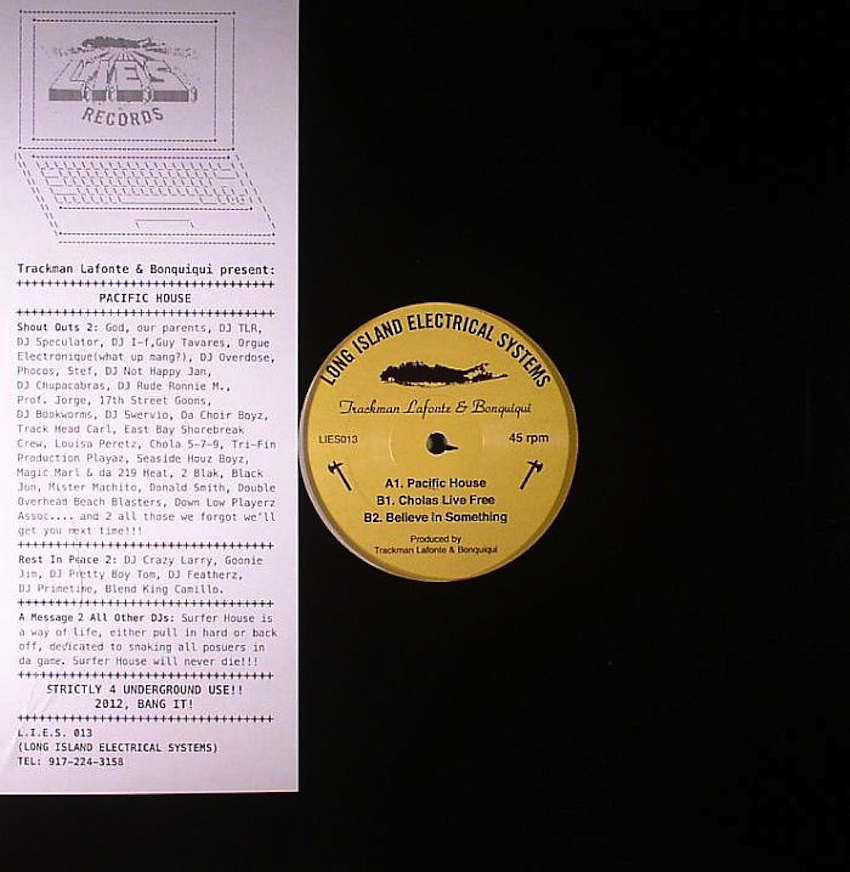 L.I.E.S.
RECORDS
Trackman Lafonte & Bonquiqui present:
++++++++++++++++++++++++++++++++++++++
PACIFIC HOUSE
++++++++++++++++++++++++++++++++++++++
Shout Outs 2: God, our parents, DJ TLR,
DJ Speculator, DJ I-f,Guy Tavares, Orgue
Electronique(what up mang?), DJ Overdose,
Phocos, Stef, DJ Not Happy Jan,
DJ Chupacabras, DJ Rude Ronnie M.,
Prof. Jorge, 17th Street Goons,
DJ Bookworms, DJ Swervio, Da Choir Boyz,
Track Head Carl, East Bay Shorebreak
Crew, Louisa Peretz, Chola 5-7-9, Tri-Fin
Production Playaz, Seaside Houz Boyz,
Magic Marl & da 219 Heat, 2 Blak, Black
Jon, Mister Machito, Donald Smith, Double
Overhead Beach Blasters, Down Low Playerz
Assoc.... and 2 all those we forgot we'll
get you next time!!!
++++++++++++++++++++++++++++++++++++++
Rest In Peace 2: DJ Crazy Larry, Goonie
Jim, DJ Pretty Boy Tom, DJ Featherz,
DJ Primetime, Blend King Camillo.
++++++++++++++++++++++++++++++++++++++
A Message 2 All Other DJs: Surfer House is
a way of life, either pull in hard or back
off, dedicated to snaking all posuers in
da game. Surfer House will never die!!!
++++++++++++++++++++++++++++++++++++++
STRICTLY 4 UNDERGROUND USE!!
2012, BANG IT!
++++++++++++++++++++++++++++++++++++++
L.I.E.S. 013
(LONG ISLAND ELECTRICAL SYSTEMS)
TEL: 917-224-3158
LONG ISLAND ELECTRICAL SYSTEMS
Trackman Lafonte & Bonquiqui
LIES013
45 rpm
A1. Pacific House
B1. Cholas Live Free
B2. Believe In Something
Produced by
Trackman Lafonte & Bonquiqui